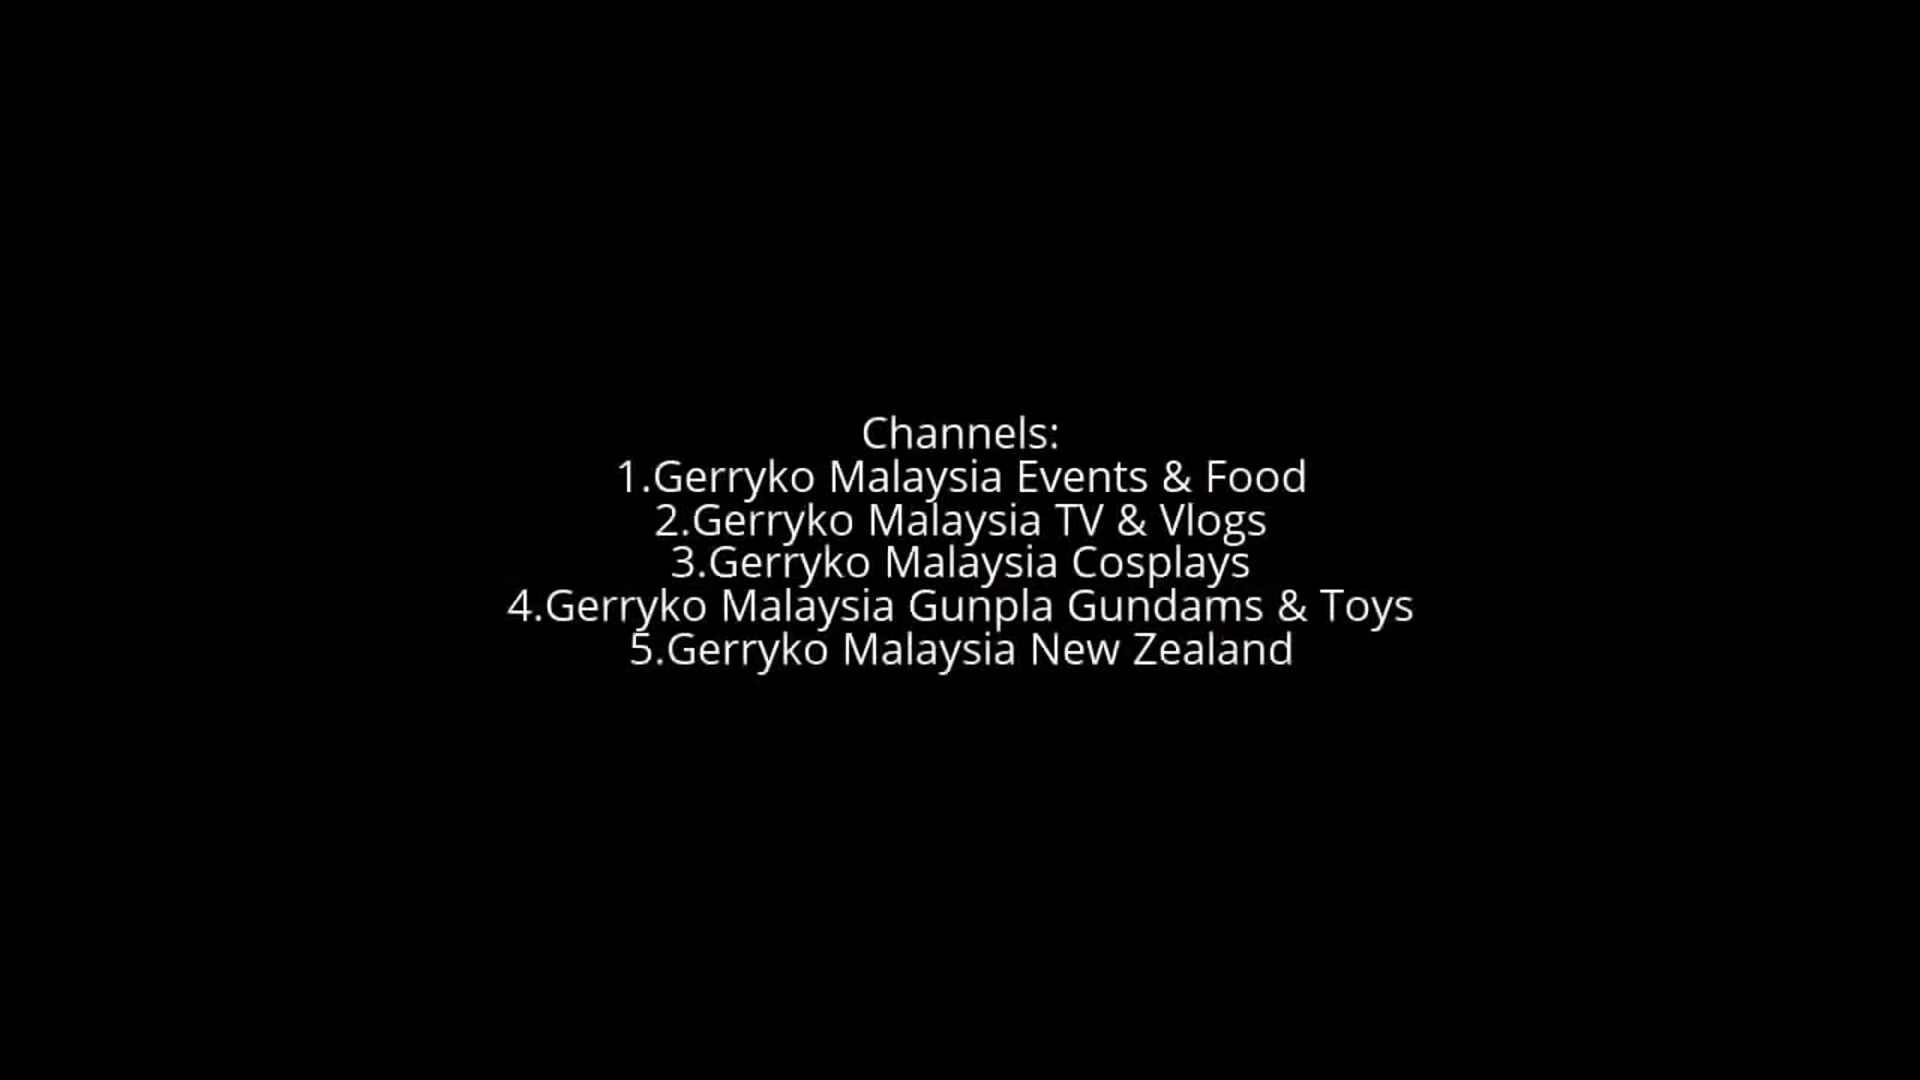 Channels:
1.Gerryko Malaysia Events & Food
2.Gerryko Malaysia TV & Vlogs
3.Gerryko Malaysia Cosplays
4.Gerryko Malaysia Gunpla Gundams & Toys
5.Gerryko Malaysia New Zealand